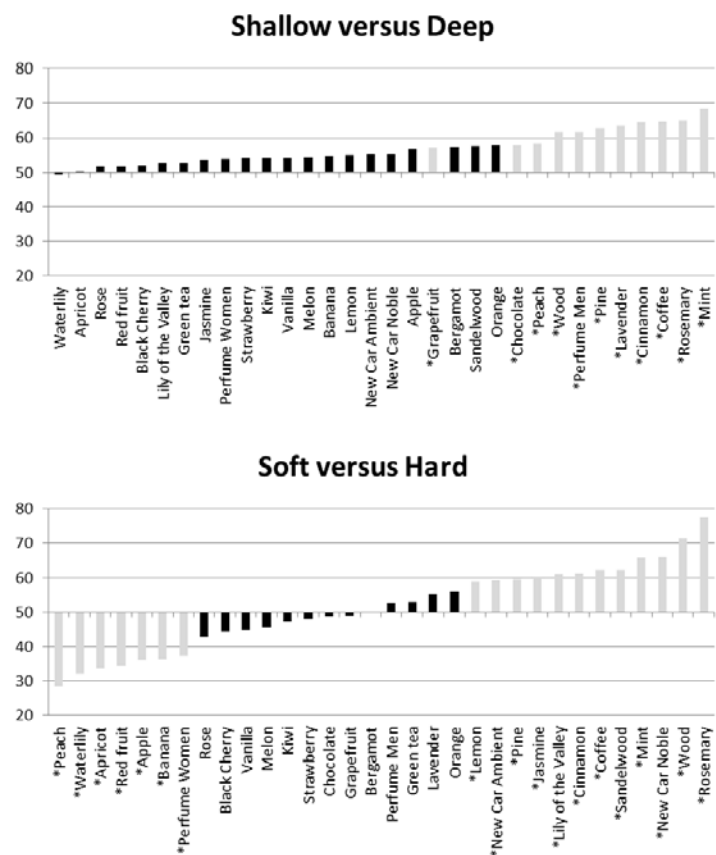 Shallow versus Deep
80
70
60
50
40
30
20
Waterlily
Apricot
Rose
Red fruit
Black Cherry
Lily of the Valley
Green tea
Jasmine
Perfume Women
Strawberry
Kiwi
Vanilla
Melon
Banana
Lemon
New Car Ambient
New Car Noble
Apple
*Grapefruit
Bergamot
Sandelwood
Orange
*Chocolate
*Peach
*Wood
*Perfume Men
*Pine
*Lavender
*Cinnamon
*Coffee
*Rosemary
*Mint
Soft versus Hard
80
70
60
50
40
30
20
*Peach
*Waterlily
*Apricot
*Red fruit
*Apple
*Banana
*Perfume Women
Rose
Black Cherry
Vanilla
Melon
Kiwi
Strawberry
Chocolate
Grapefruit
Bergamot
Perfume Men
Green tea
Lavender
Orange
*Lemon
*New Car Ambient
*Pine
*Jasmine
*Lily of the Valley
*Cinnamon
*Coffee
*Sandelwood
*Mint
*New Car Noble
*Wood
*Rosemary